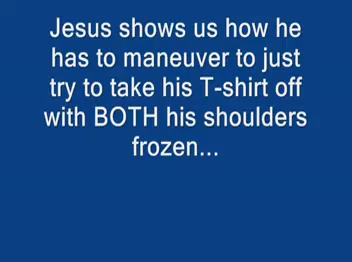 Jesus shows us how he
has to maneuver to just
try to take his T-shirt off
with BOTH his shoulders
frozen...